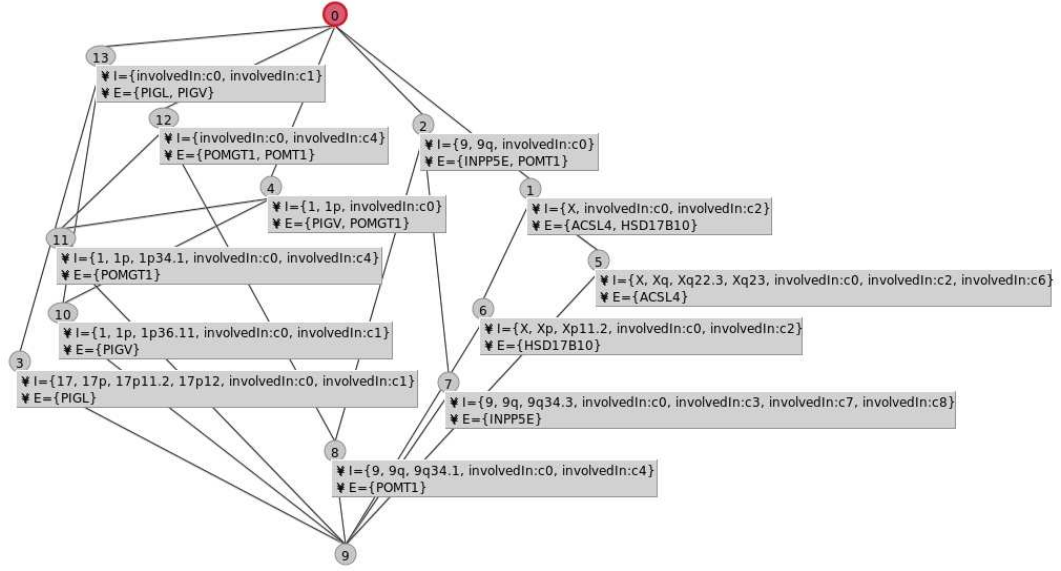 0
13
¥ I={involvedIn:c0, involvedIn:c1}
¥ E={PIGL, PIGV}
12
¥ I={involvedIn:c0, involvedIn:c4}
¥ E={POMGT1, POMT1}
2
¥ I={9, 9q, involvedIn:c0}
¥ E={INPP5E, POMT1}
4
¥ I={1, 1p, involvedIn:c0}
¥ E={PIGV, POMGT1}
1
¥ I={X, involvedIn:c0, involvedIn:c2}
¥ E={ACSL4, HSD17B10}
11
¥ I={1, 1p, 1p34.1, involvedIn:c0, involvedIn:c4}
¥ E={POMGT1}
5
¥ I={X, Xq, Xq22.3, Xq23, involvedIn:c0, involvedIn:c2, involvedIn:c6}
¥ E={ACSL4}
10
¥ I={1, 1p, 1p36.11, involvedIn:c0, involvedIn:c1}
¥ E={PIGV}
6
¥ I={X, Xp, Xp11.2, involvedIn:c0, involvedIn:c2}
¥ E={HSD17B10}
3
¥ I={17, 17p, 17p11.2, 17p12, involvedIn:c0, involvedIn:c1}
¥ E={PIGL}
7
¥ I={9, 9q, 9q34.3, involvedIn:c0, involvedIn:c3, involvedIn:c7, involvedIn:c8}
¥ E={INPP5E}
8
¥ I={9, 9q, 9q34.1, involvedIn:c0, involvedIn:c4}
¥ E={POMT1}
9